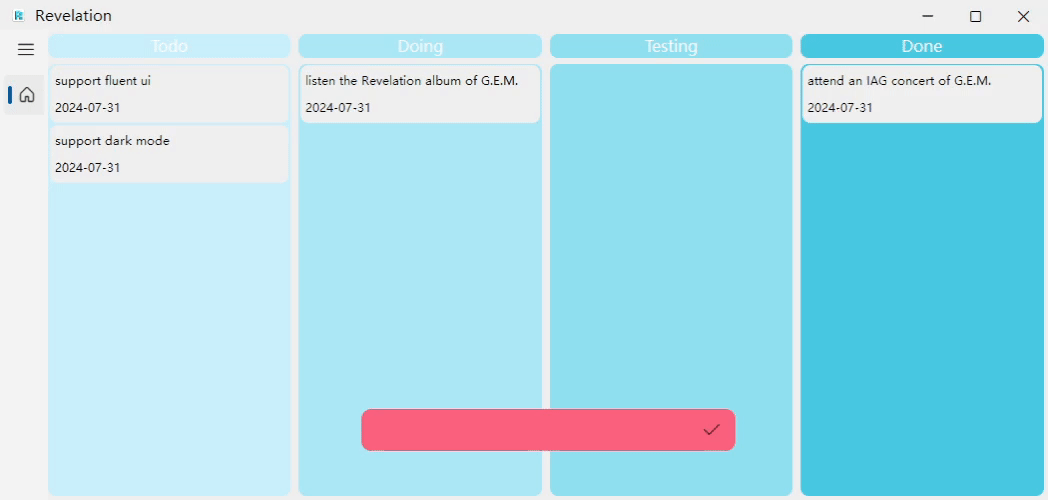 Revelation
Todo
Doing
Testing
Done
support fluent ui
2024-07-31
support dark mode
2024-07-31
listen the Revelation album of G.E.M.
2024-07-31
attend an IAG concert of G.E.M.
2024-07-31